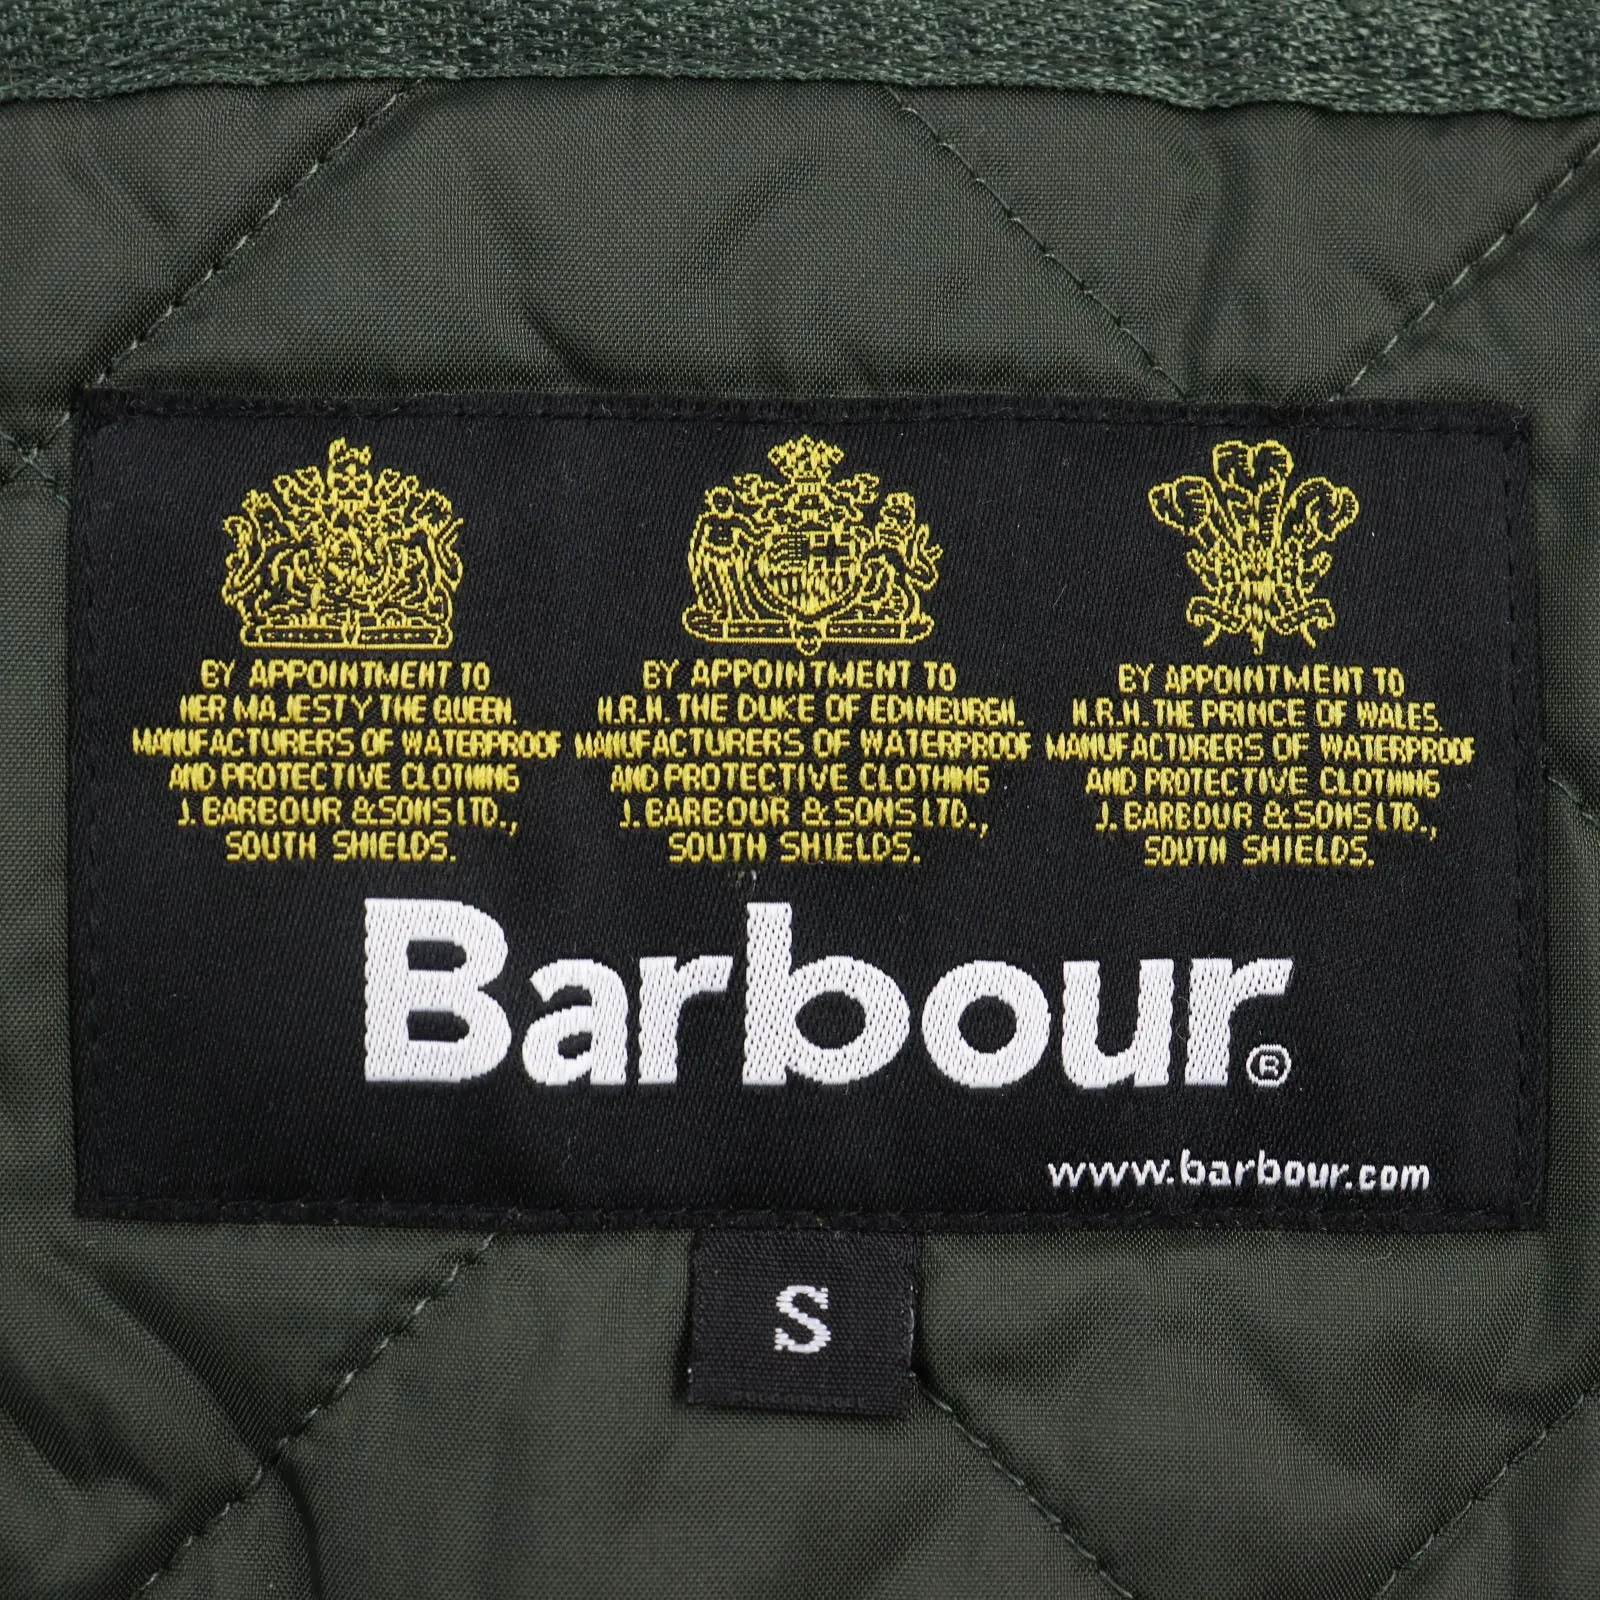 BY APPOINTMENT TO
HER MAJESTY THE QUEEN.
MANUFACTURERS OF WATERPROOF
AND PROTECTIVE CLOTHING
J. BARBOUR & SONS LTD.,
SOUTH SHIELDS.
BY APPOINTMENT TO
H.R.H. THE DUKE OF EDINBURGH.
MANUFACTURERS OF WATERPROOF
AND PROTECTIVE CLOTHING
J. BARBOUR & SONS LTD.,
SOUTH SHIELDS.
BY APPOINTMENT TO
H.R.H. THE PRINCE OF WALES.
MANUFACTURERS OF WATERPROOF
AND PROTECTIVE CLOTHING
J. BARBOUR & SONS LTD.,
SOUTH SHIELDS.
Barbour®
www.barbour.com
S